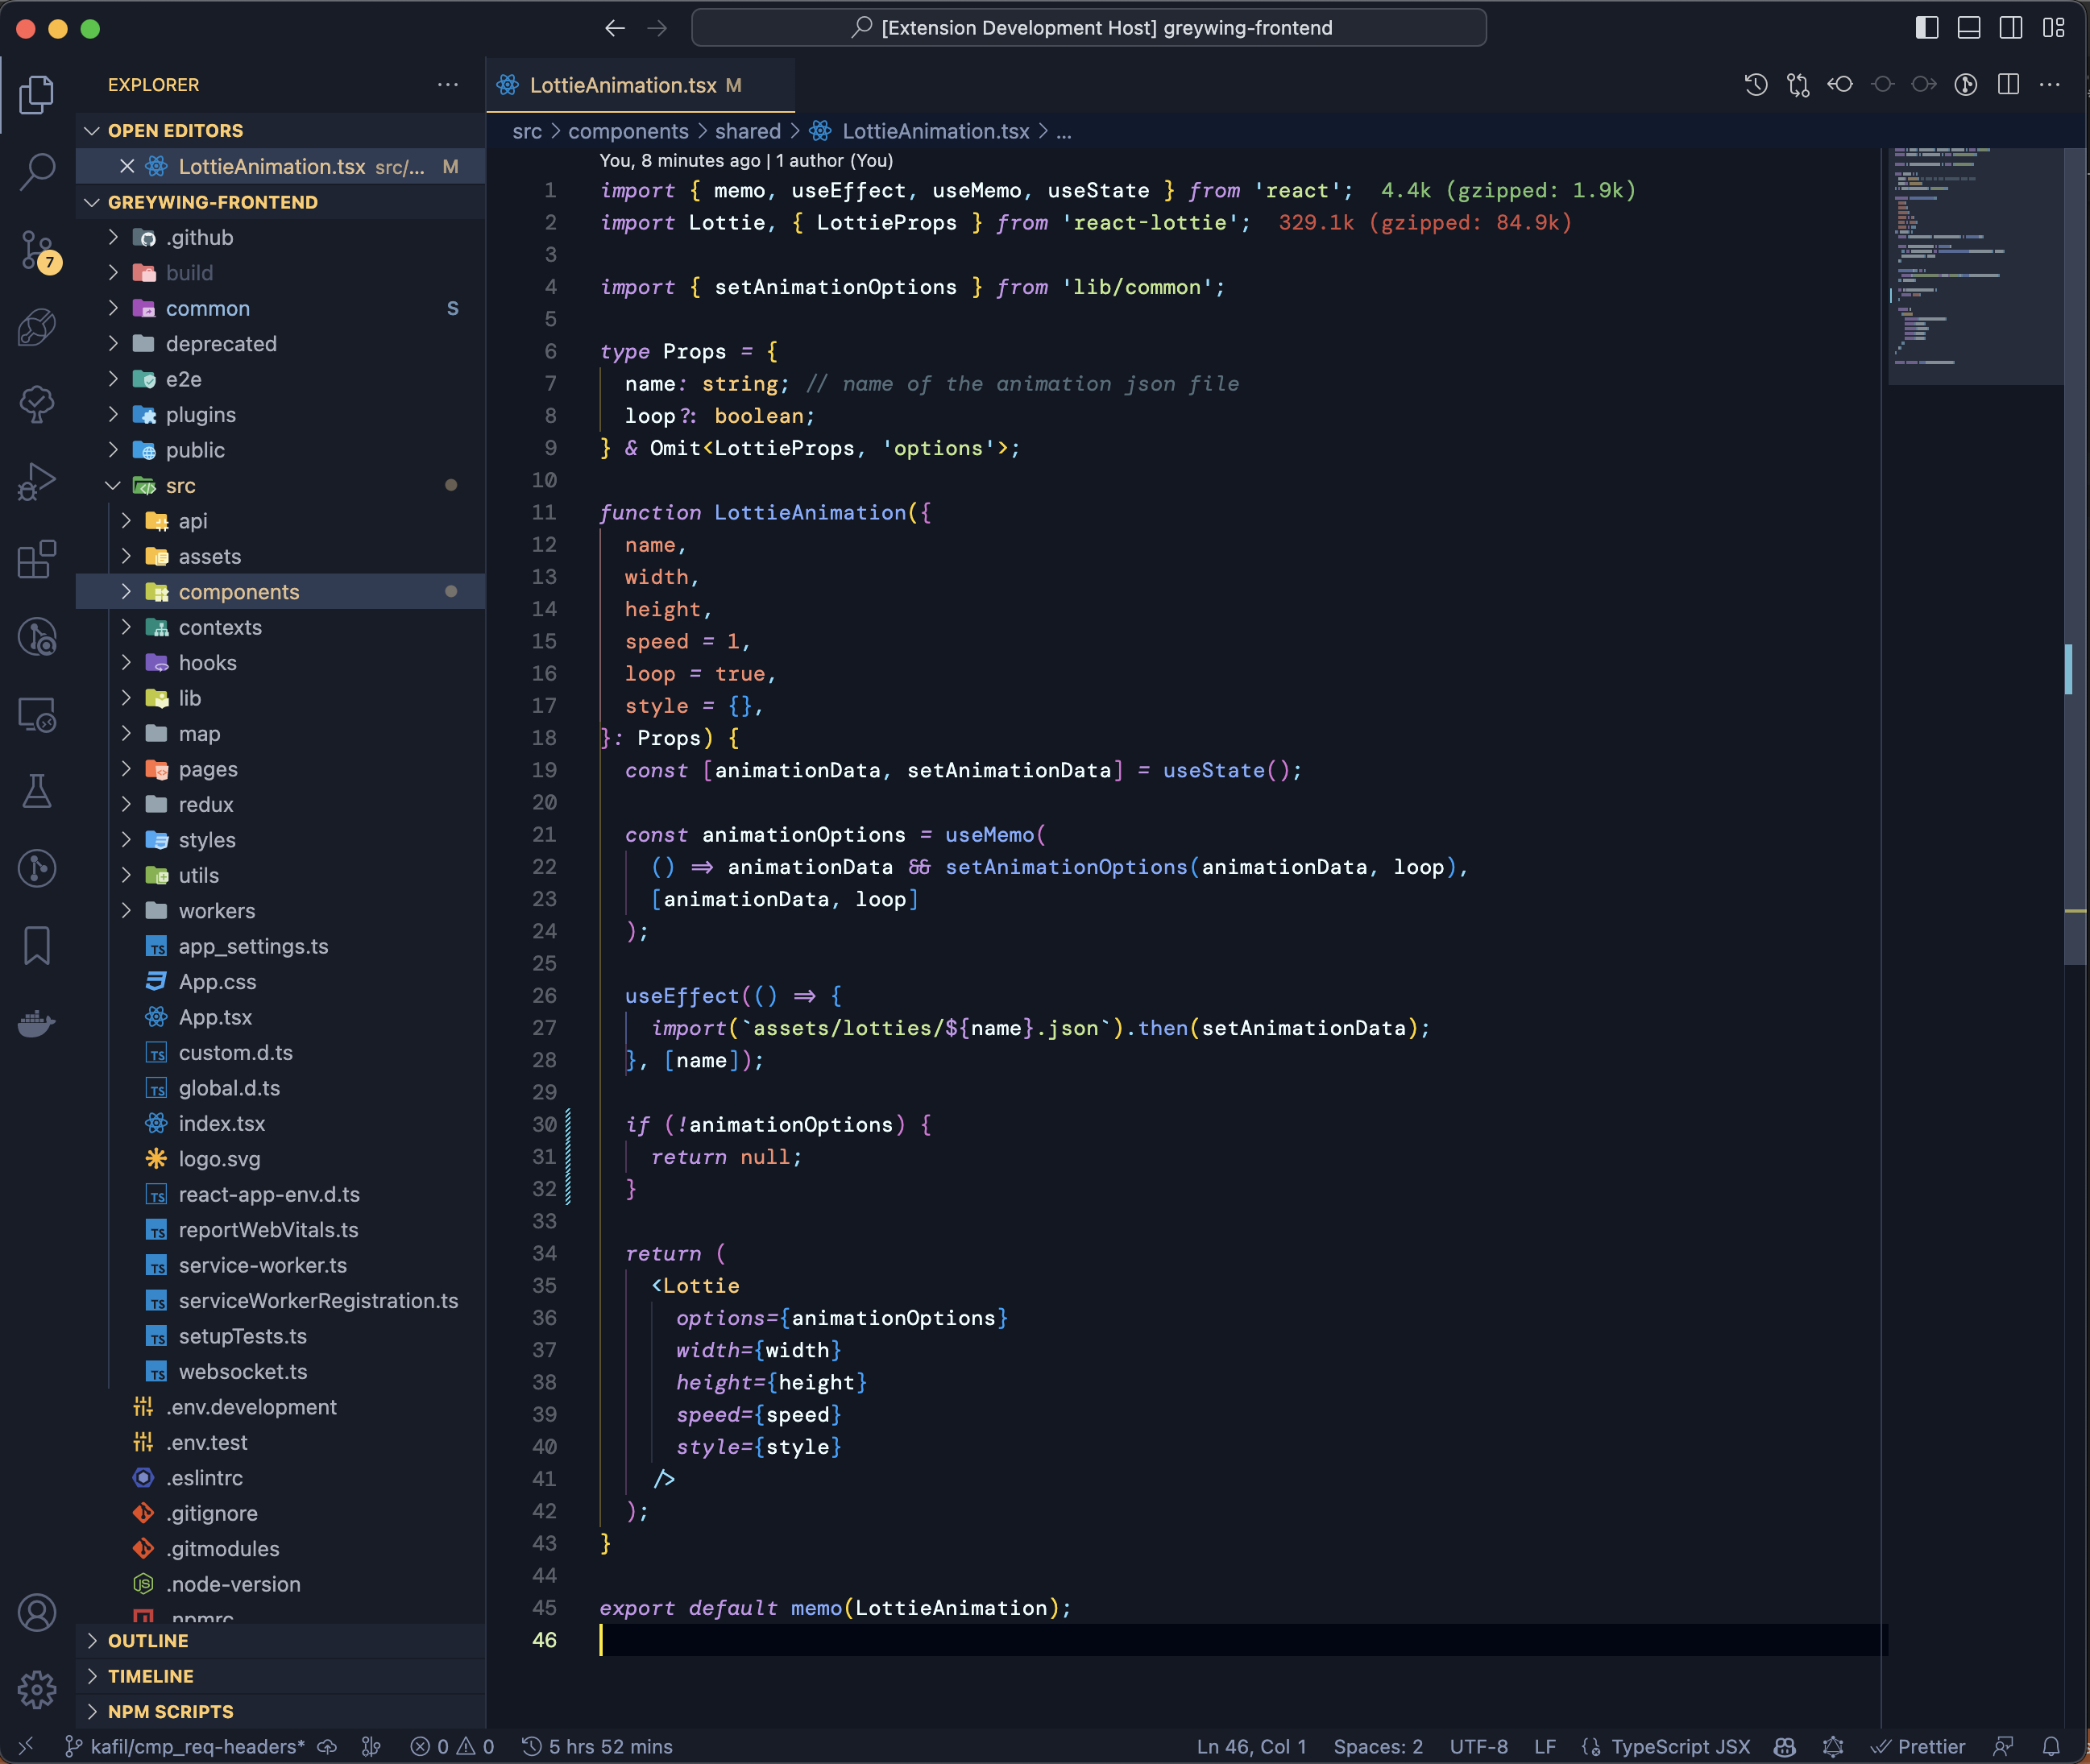 [Extension Development Host] greywing-frontend
EXPLORER
OPEN EDITORS
LottieAnimation.tsx src/... M
GREYWING-FRONTEND
.github
build
common S
deprecated
e2e
plugins
public
src
api
assets
components
contexts
hooks
lib
map
pages
redux
styles
utils
workers
app_settings.ts
App.css
App.tsx
custom.d.ts
global.d.ts
index.tsx
logo.svg
react-app-env.d.ts
reportWebVitals.ts
service-worker.ts
serviceWorkerRegistration.ts
setupTests.ts
websocket.ts
.env.development
.env.test
.eslintrc
.gitignore
.gitmodules
.node-version
.npmrc
OUTLINE
TIMELINE
NPM SCRIPTS
7
LottieAnimation.tsx M
src > components > shared > LottieAnimation.tsx > ...
You, 8 minutes ago | 1 author (You)
1 import { memo, useEffect, useMemo, useState } from 'react'; 4.4k (gzipped: 1.9k)
2 import Lottie, { LottieProps } from 'react-lottie'; 329.1k (gzipped: 84.9k)
3
4 import { setAnimationOptions } from 'lib/common';
5
6 type Props = {
7 name: string; // name of the animation json file
8 loop?: boolean;
9 } & Omit<LottieProps, 'options'>;
10
11 function LottieAnimation({
12 name,
13 width,
14 height,
15 speed = 1,
16 loop = true,
17 style = {},
18 }: Props) {
19 const [animationData, setAnimationData] = useState();
20
21 const animationOptions = useMemo(
22 () => animationData && setAnimationOptions(animationData, loop),
23 [animationData, loop]
24 );
25
26 useEffect(() => {
27 import(`assets/lotties/${name}.json`).then(setAnimationData);
28 }, [name]);
29
30 if (!animationOptions) {
31 return null;
32 }
33
34 return (
35 <Lottie
36 options={animationOptions}
37 width={width}
38 height={height}
39 speed={speed}
40 style={style}
41 />
42 );
43 }
44
45 export default memo(LottieAnimation);
46
kafil/cmp_req-headers* 0 0 5 hrs 52 mins Ln 46, Col 1 Spaces: 2 UTF-8 LF TypeScript JSX Prettier